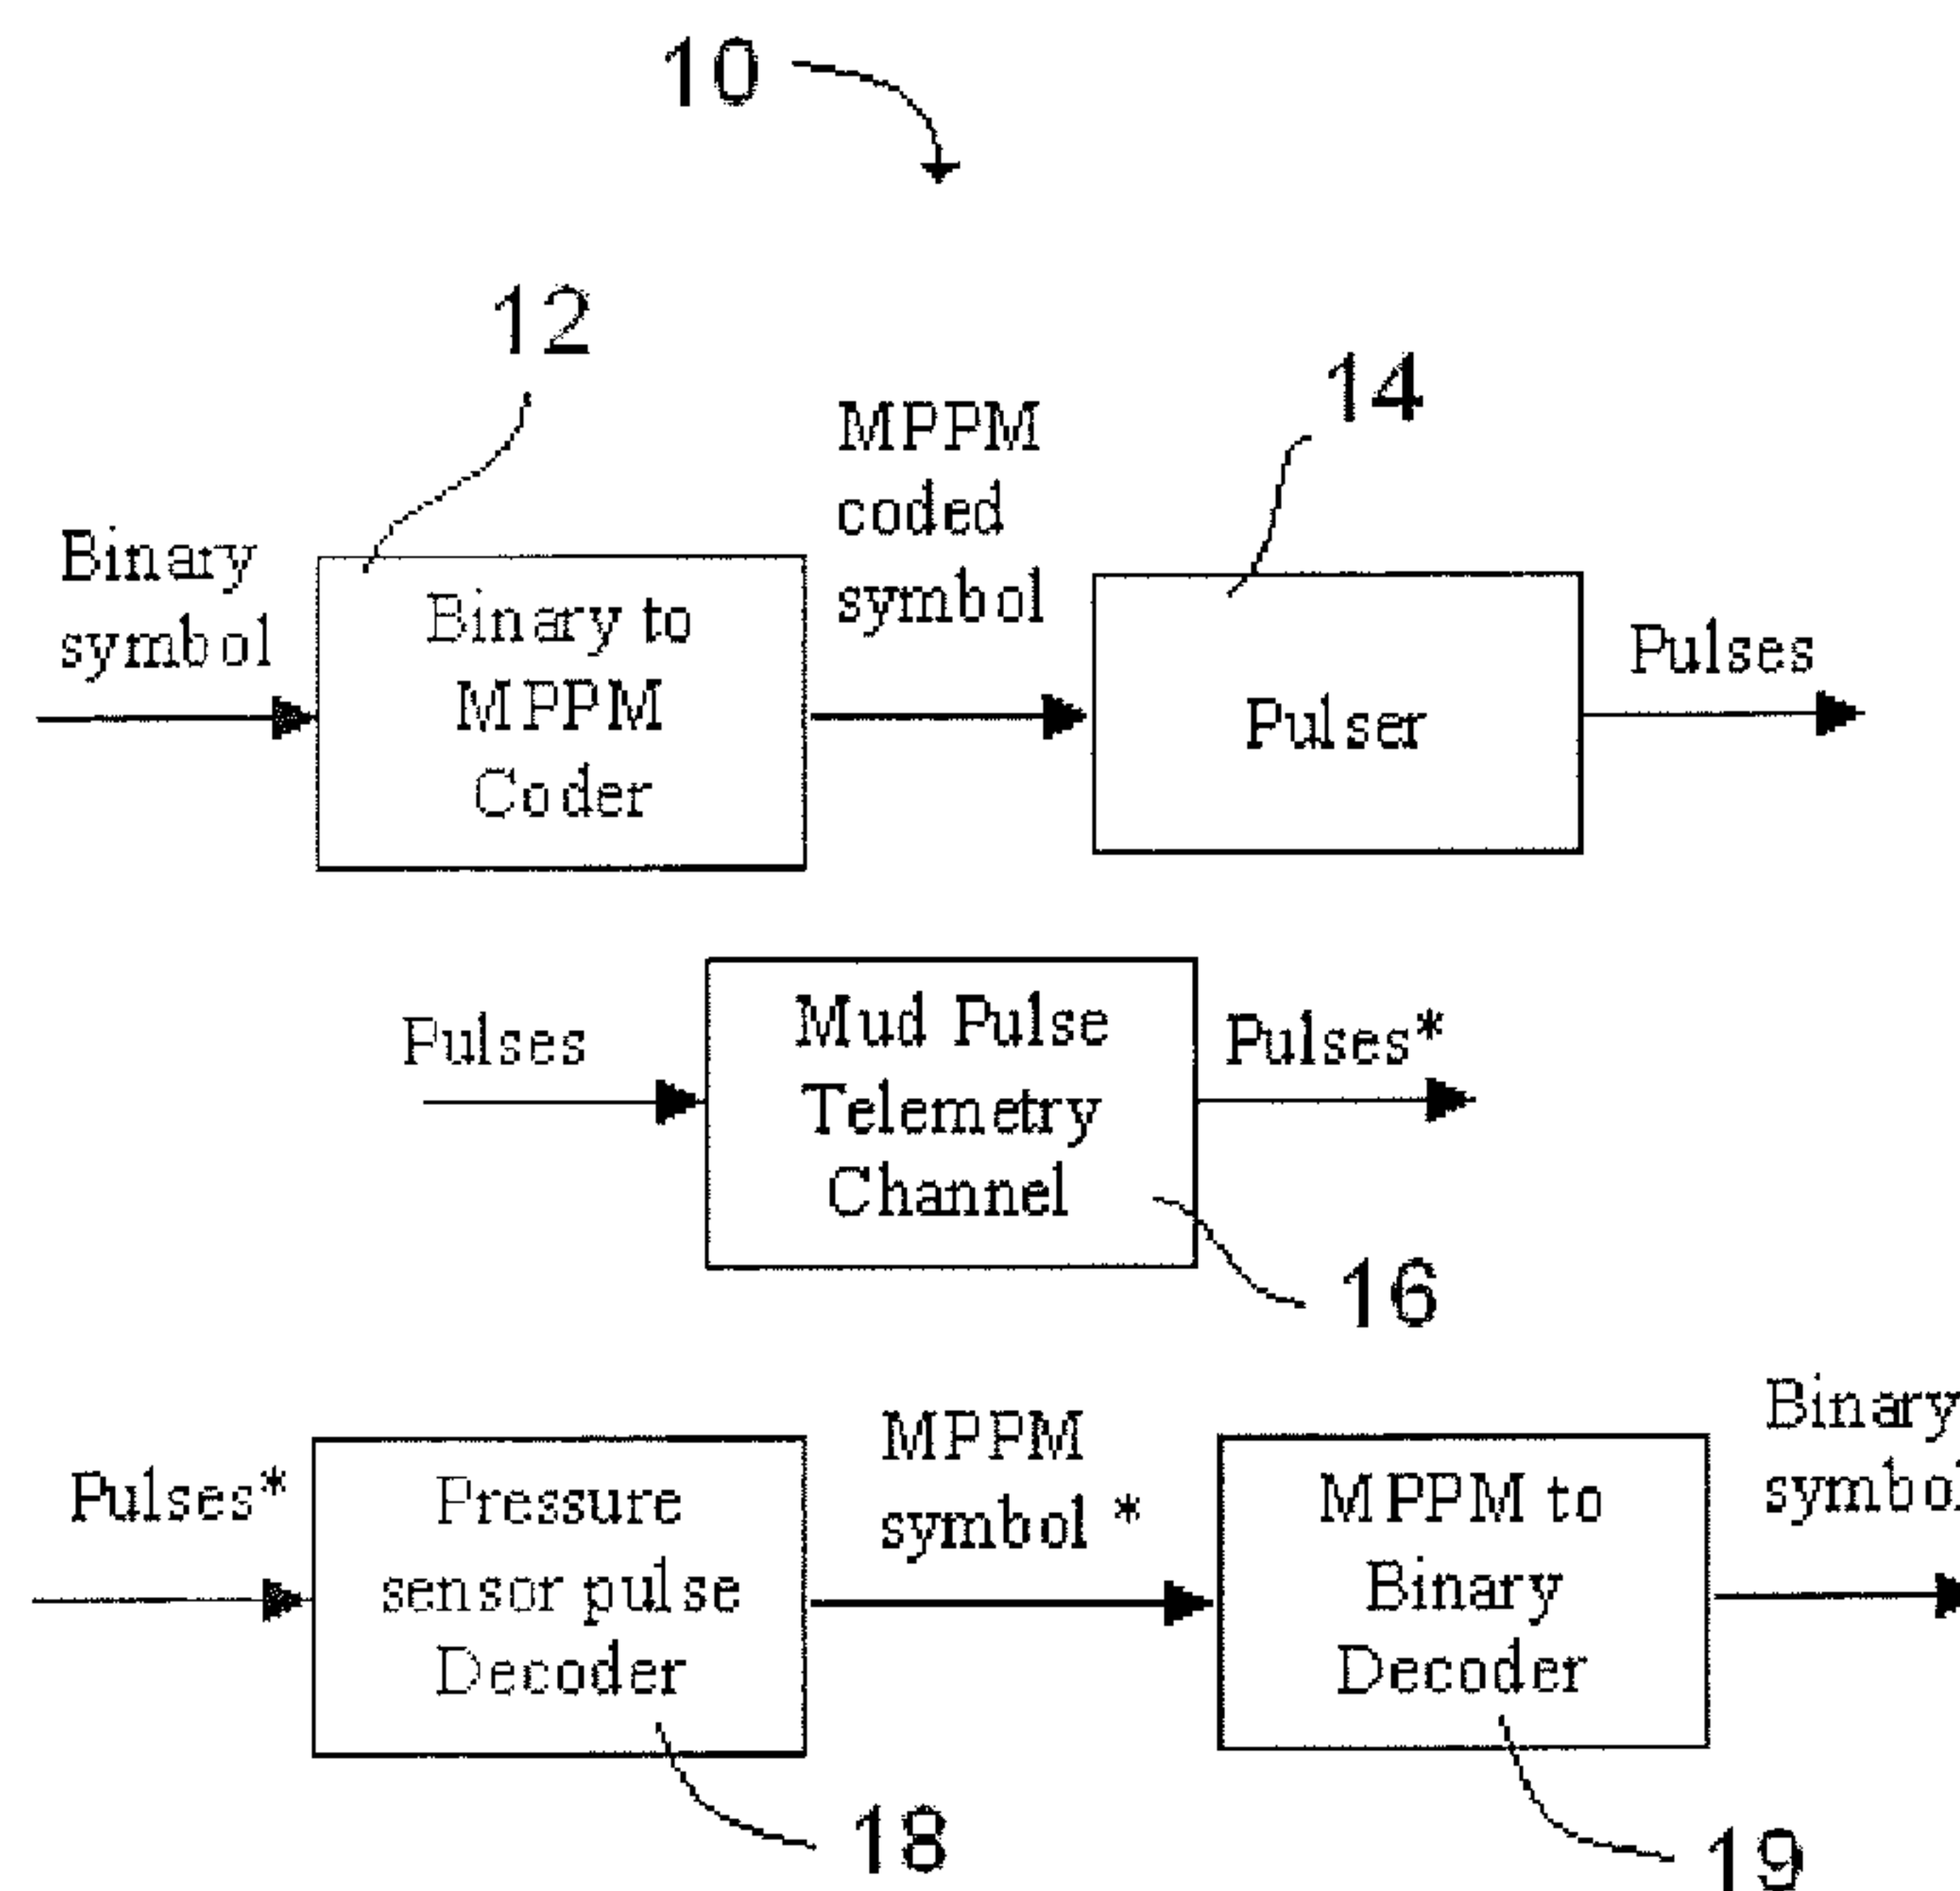 10
12
14
Binary
symbol
Binary to
MPPM
Coder
MPPM
coded
symbol
Pulser
Pulses
Pulses
Mud Pulse
Telemetry
Channel
Pulses*
16
Pulses*
Pressure
sensor pulse
Decoder
MPPM
symbol *
MPPM to
Binary
Decoder
Binary
18
19